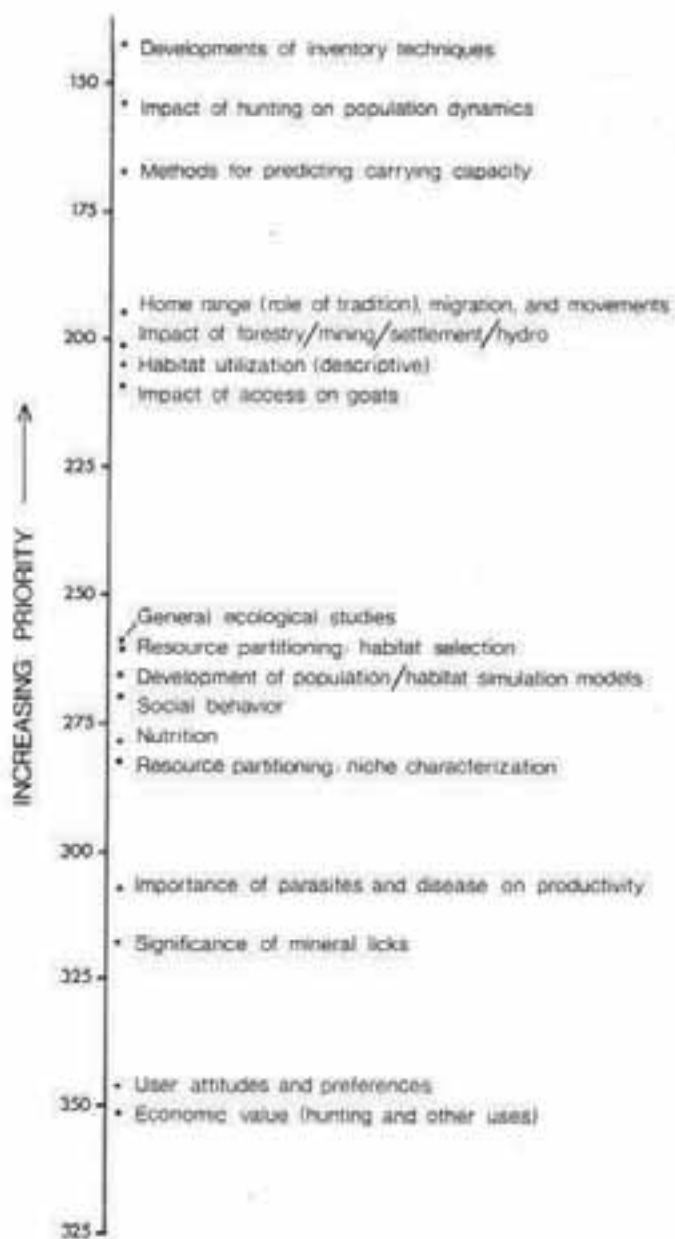 Developments of inventory techniques
150
Impact of hunting on population dynamics
Methods for predicting carrying capacity
175
Home range (role of tradition), migration, and movements
200
Impact of forestry/mining/settlement/hydro
Habitat utilization (descriptive)
Impact of access on goats
225
INCREASING PRIORITY
250
General ecological studies
Resource partitioning: habitat selection
Development of population/habitat simulation models
Social behavior
275
Nutrition
Resource partitioning: niche characterization
300
Importance of parasites and disease on productivity
Significance of mineral licks
325
User attitudes and preferences
350
Economic value (hunting and other uses)
325